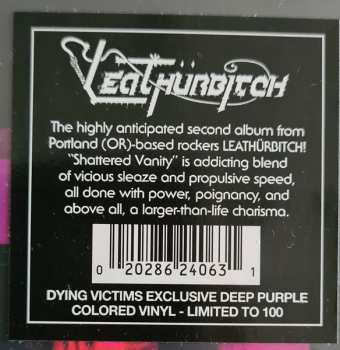 LEATHÜRBITCH
The highly anticipated second album from
Portland (OR)-based rockers LEATHÜRBITCH!
"Shattered Vanity" is addicting blend
of vicious sleaze and propulsive speed,
all done with power, poignancy, and
above all, a larger-than-life charisma.
0 20286 24063 1
DYING VICTIMS EXCLUSIVE DEEP PURPLE
COLORED VINYL - LIMITED TO 100